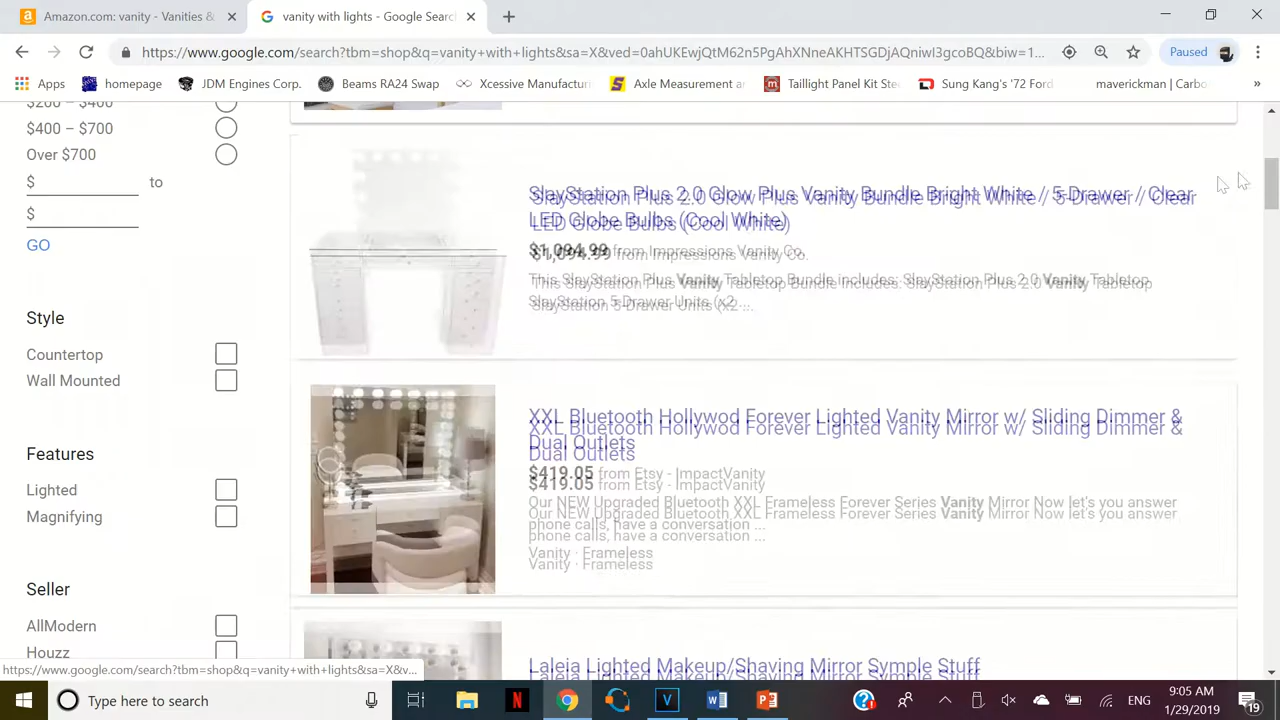 Amazon.com: vanity - Vanities &
vanity with lights - Google Searc
https://www.google.com/search?tbm=shop&q=vanity+with+lights&sa=X&ved=0ahUKEwjQtM62n5PgAhXNneAKHTSGDjAQniwI3gcoBQ&biw=1...
Paused
Apps
homepage
JDM Engines Corp.
Beams RA24 Swap
Xcessive Manufactur
Axle Measurement ar
Taillight Panel Kit Ste
Sung Kang's '72 Ford
maverickman | Carbo
»
$200 – $400
$400 – $700
Over $700
$ to
$
GO
Style
Countertop
Wall Mounted
Features
Lighted
Magnifying
Seller
AllModern
Houzz
SlayStation Plus 2.0 Glow Plus Vanity Bundle Bright White // 5-Drawer // Clear
LED Globe Bulbs (Cool White)
$1,094.99 from Impressions Vanity Co.
This SlayStation Plus Vanity Tabletop Bundle includes: SlayStation Plus 2.0 Vanity Tabletop
SlayStation 5-Drawer Units (x2 ...
XXL Bluetooth Hollywod Forever Lighted Vanity Mirror w/ Sliding Dimmer &
Dual Outlets
$419.05 from Etsy - ImpactVanity
Our NEW Upgraded Bluetooth XXL Frameless Forever Series Vanity Mirror Now let's you answer
phone calls, have a conversation ...
Vanity · Frameless
Laleia Lighted Makeup/Shaving Mirror Symple Stuff
https://www.google.com/search?tbm=shop&q=vanity+with+lights&sa=X&v...
Type here to search
ENG
9:05 AM
1/29/2019
19